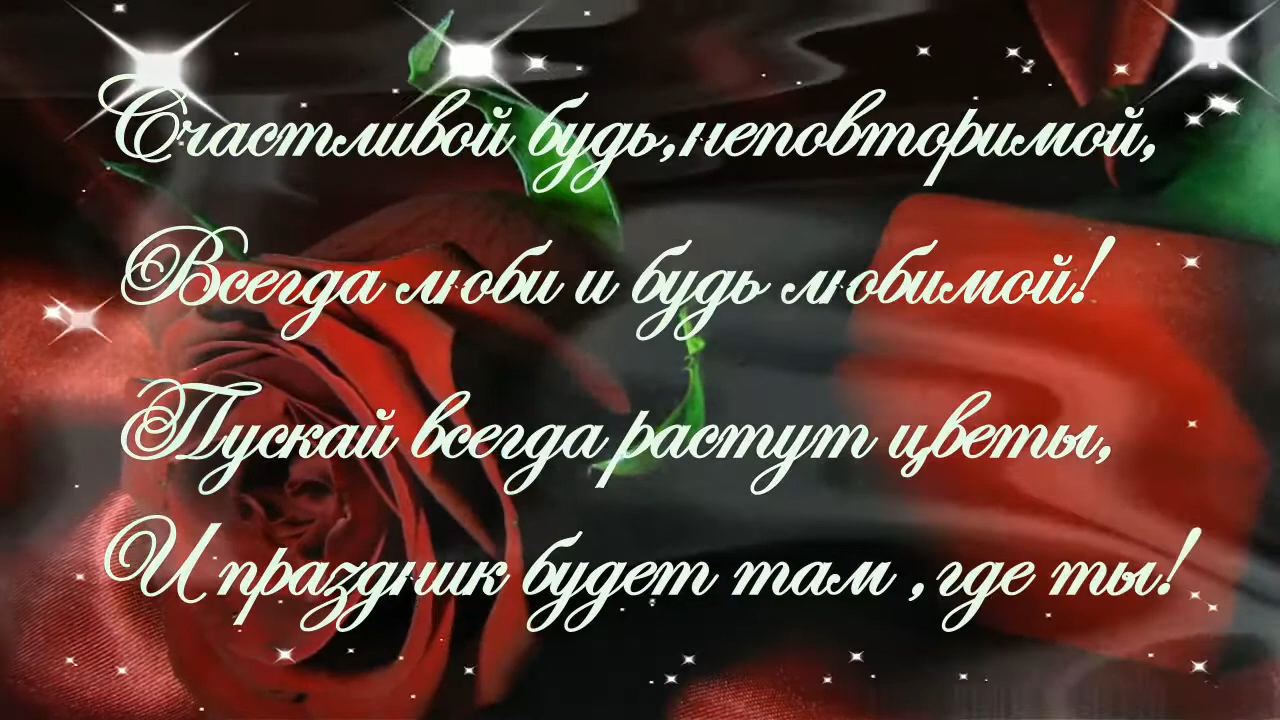 Счастливой будь,неповторимой,
Всегда люби и будь любимой!
Пускай всегда растут цветы,
И праздник будет там ,где ты!